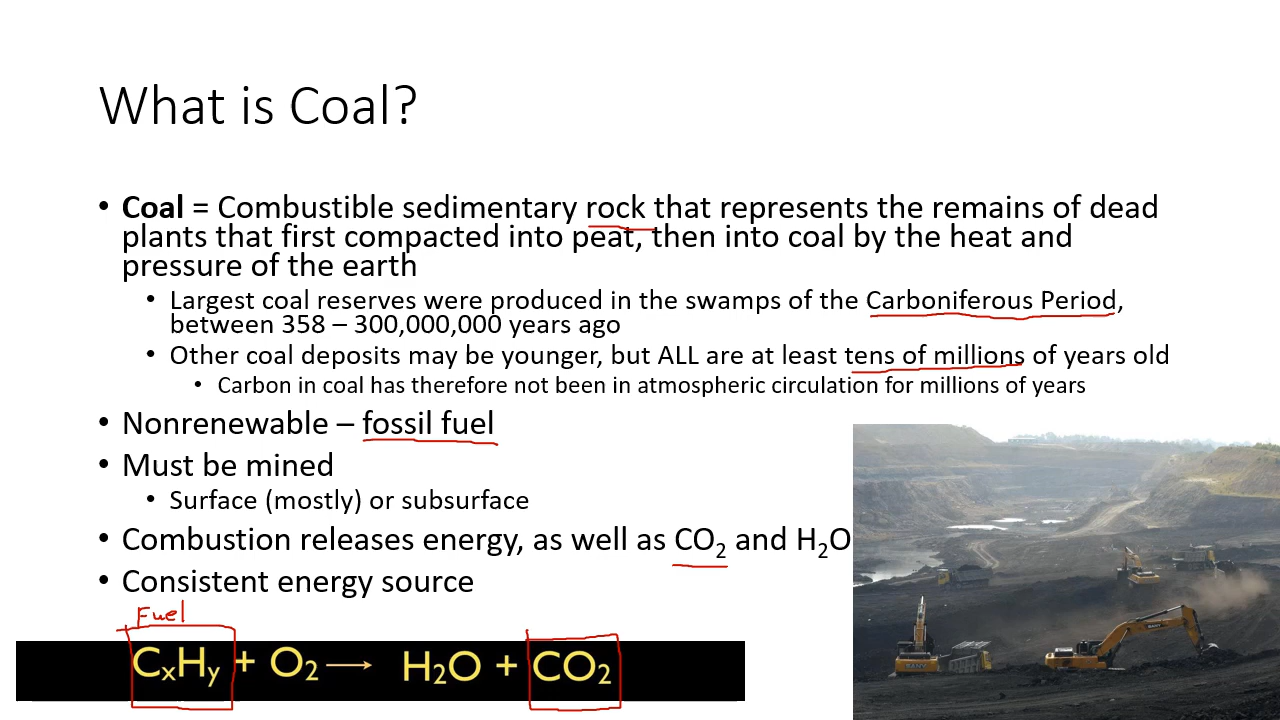 What is Coal?
• Coal = Combustible sedimentary rock that represents the remains of dead
plants that first compacted into peat, then into coal by the heat and
pressure of the earth
• Largest coal reserves were produced in the swamps of the Carboniferous Period,
between 358 – 300,000,000 years ago
• Other coal deposits may be younger, but ALL are at least tens of millions of years old
• Carbon in coal has therefore not been in atmospheric circulation for millions of years
• Nonrenewable – fossil fuel
• Must be mined
• Surface (mostly) or subsurface
• Combustion releases energy, as well as CO₂ and H₂O
• Consistent energy source
Fuel
CₓHᵧ + O₂ → H₂O + CO₂
SANY
SANY